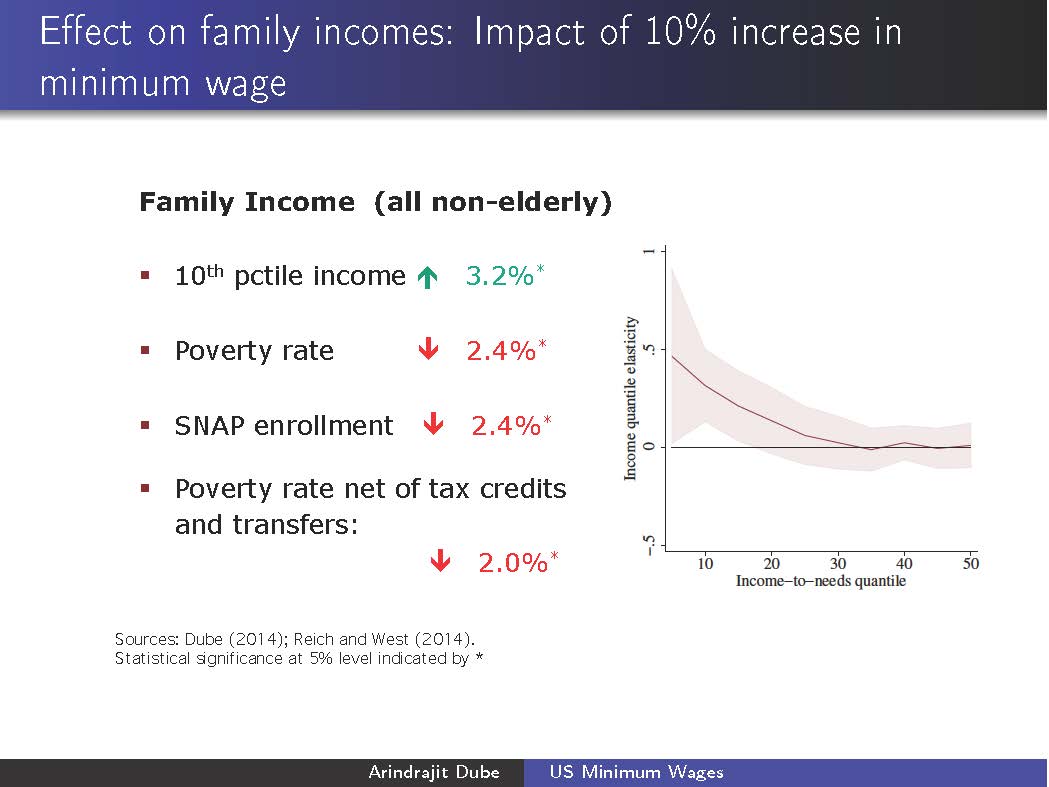 Effect on family incomes: Impact of 10% increase in
minimum wage
Family Income (all non-elderly)
▪ 10th pctile income ↑ 3.2%*
▪ Poverty rate ↓ 2.4%*
▪ SNAP enrollment ↓ 2.4%*
▪ Poverty rate net of tax credits
and transfers:
↓ 2.0%*
Income quantile elasticity
1
.5
0
-.5
10 20 30 40 50
Income-to-needs quantile
Sources: Dube (2014); Reich and West (2014).
Statistical significance at 5% level indicated by *
Arindrajit Dube US Minimum Wages